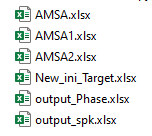 AMSA.xlsx
AMSA1.xlsx
AMSA2.xlsx
New_ini_Target.xlsx
output_Phase.xlsx
output_spk.xlsx